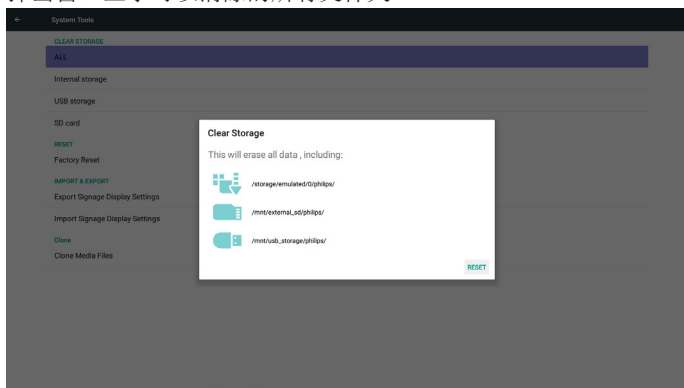 System Tools
CLEAR STORAGE
ALL
Internal storage
USB storage
SD card
RESET
Factory Reset
IMPORT & EXPORT
Export Signage Display Settings
Import Signage Display Settings
Clone
Clone Media Files
Clear Storage
This will erase all data , including:
/storage/emulated/0/philips/
/mnt/external_sd/philips/
/mnt/usb_storage/philips/
RESET